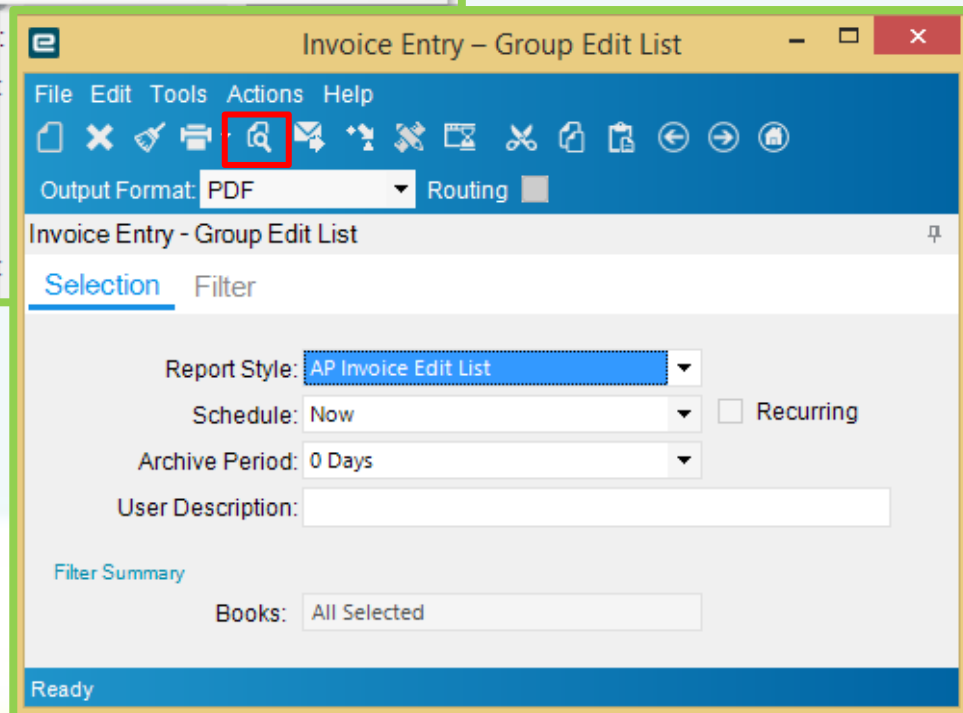 Invoice Entry – Group Edit List
File Edit Tools Actions Help
Output Format: PDF Routing
Invoice Entry - Group Edit List
Selection Filter
Report Style: AP Invoice Edit List
Schedule: Now Recurring
Archive Period: 0 Days
User Description:
Filter Summary
Books: All Selected
Ready